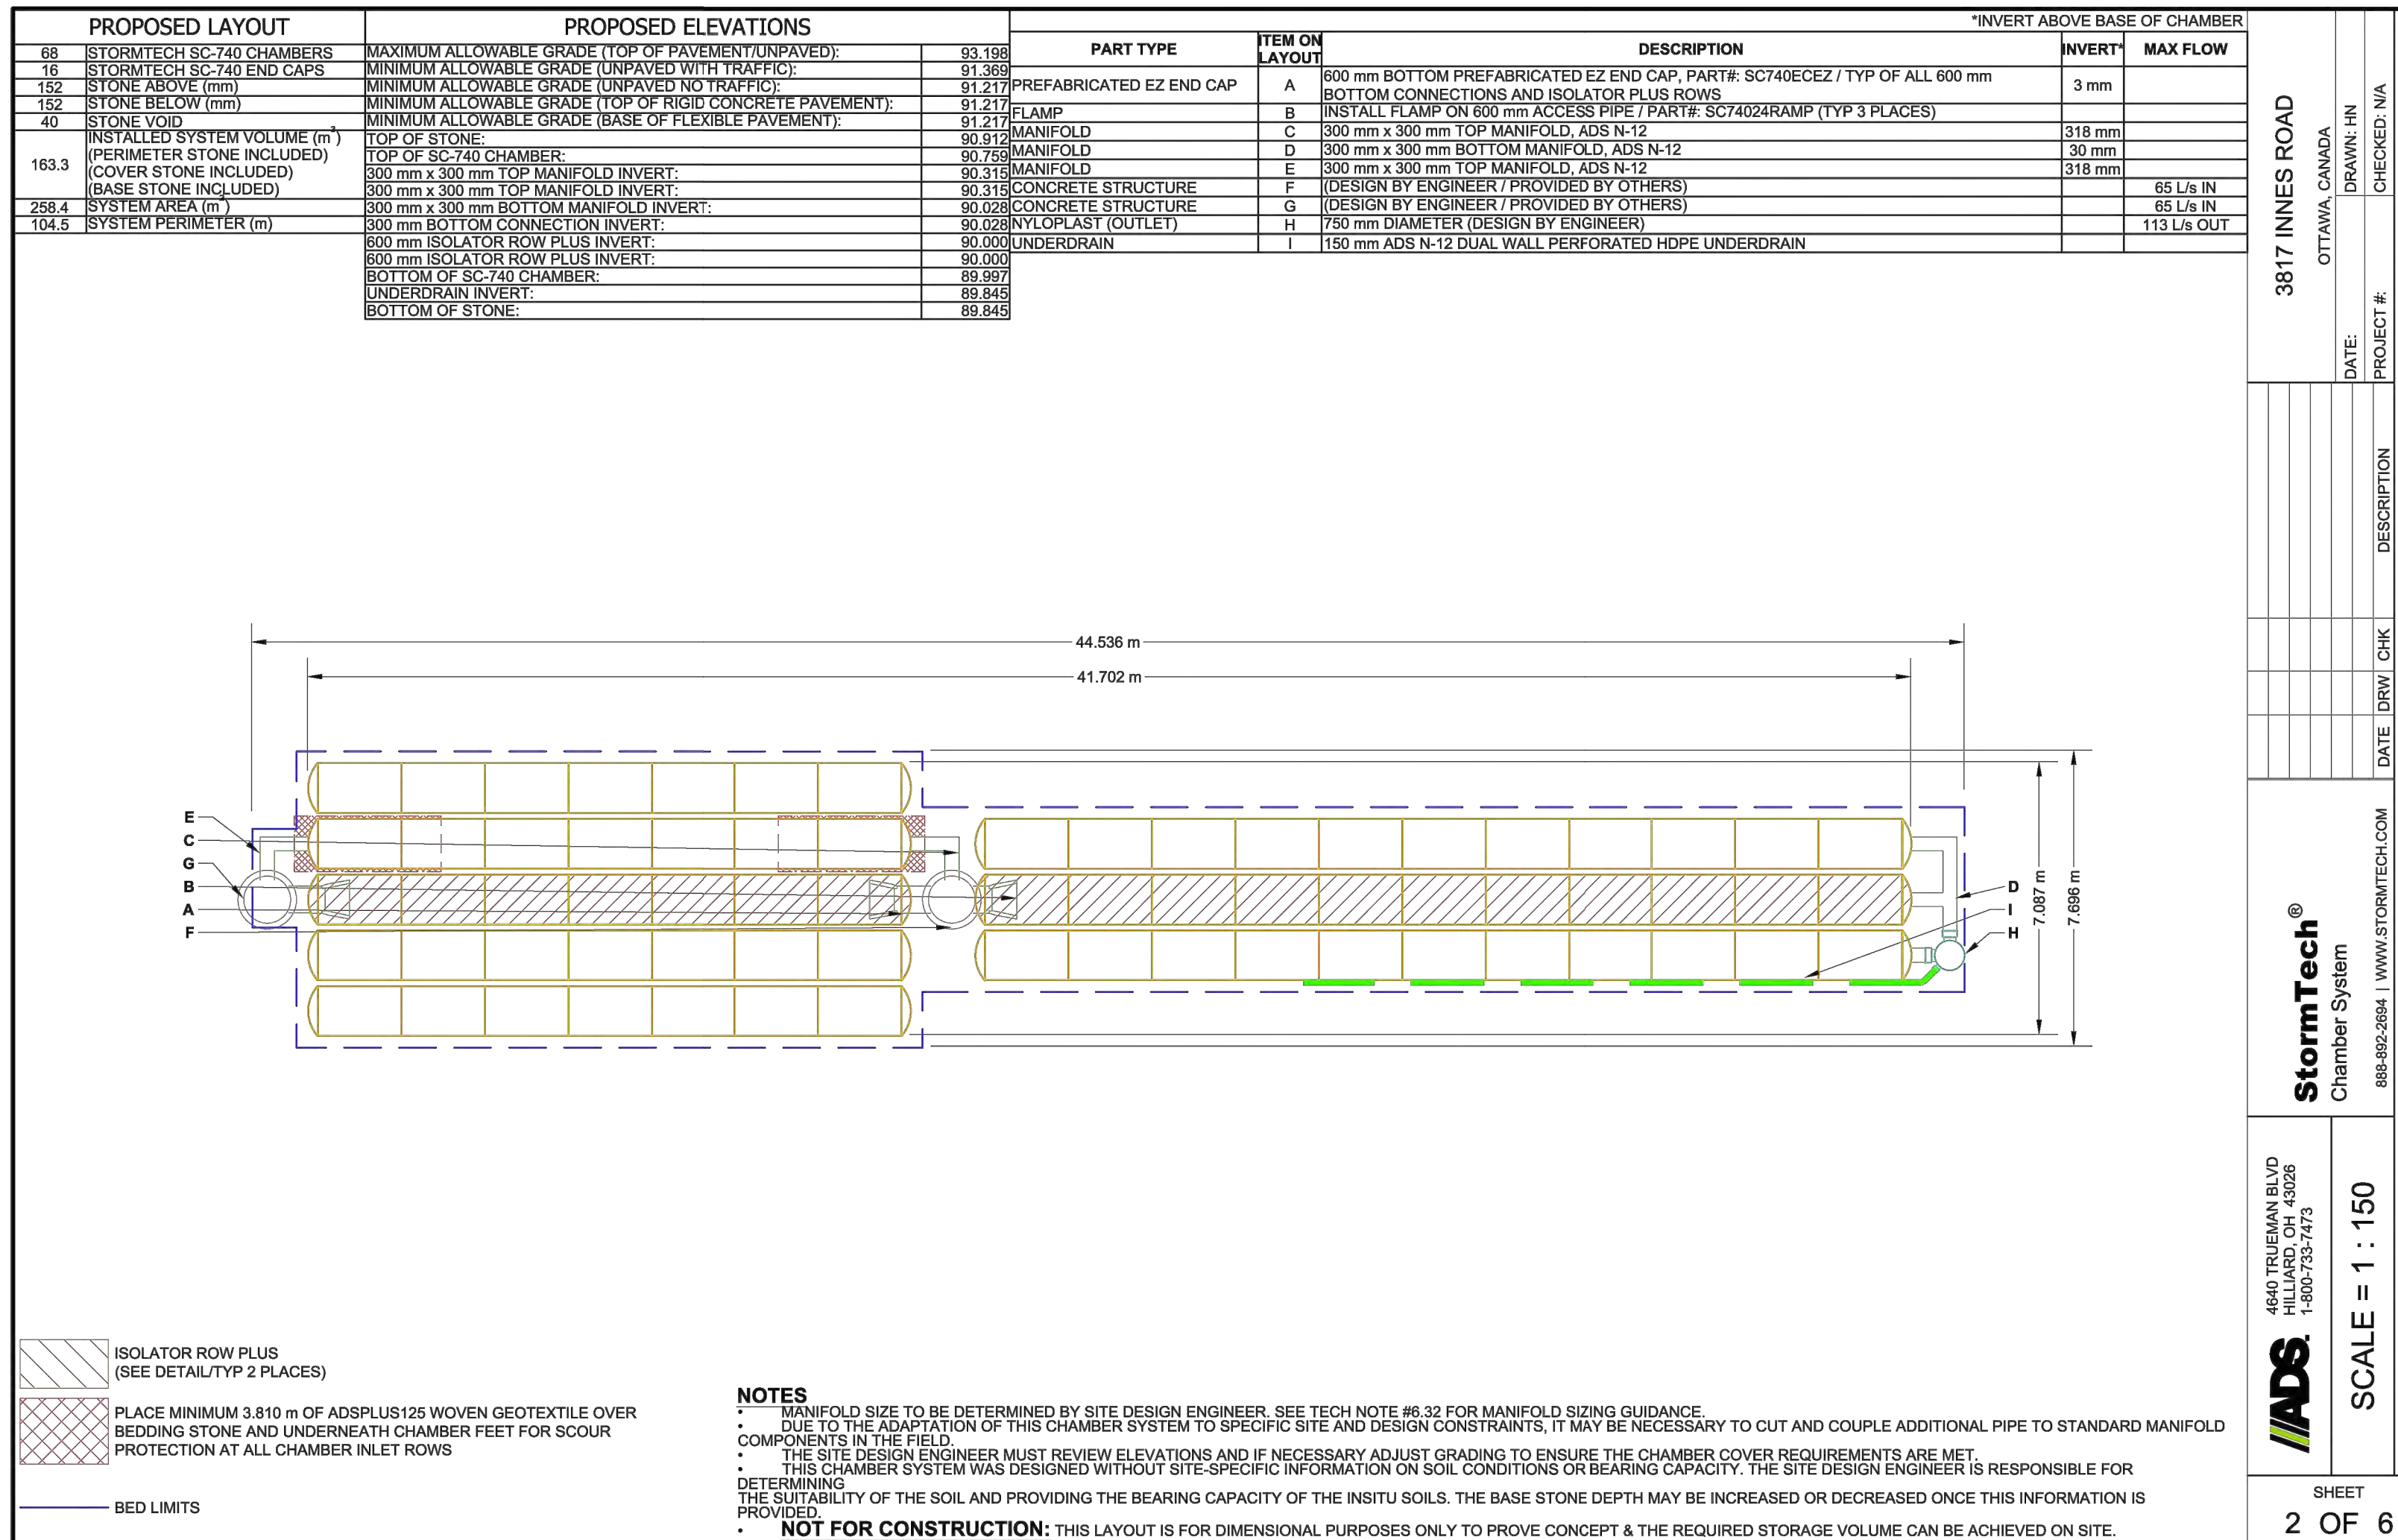 PROPOSED LAYOUT
68 STORMTECH SC-740 CHAMBERS
16 STORMTECH SC-740 END CAPS
152 STONE ABOVE (mm)
152 STONE BELOW (mm)
40 STONE VOID
163.3 INSTALLED SYSTEM VOLUME (m³)
(PERIMETER STONE INCLUDED)
(COVER STONE INCLUDED)
(BASE STONE INCLUDED)
258.4 SYSTEM AREA (m²)
104.5 SYSTEM PERIMETER (m)
PROPOSED ELEVATIONS
MAXIMUM ALLOWABLE GRADE (TOP OF PAVEMENT/UNPAVED): 93.198
MINIMUM ALLOWABLE GRADE (UNPAVED WITH TRAFFIC): 91.369
MINIMUM ALLOWABLE GRADE (UNPAVED NO TRAFFIC): 91.217
MINIMUM ALLOWABLE GRADE (TOP OF RIGID CONCRETE PAVEMENT): 91.217
MINIMUM ALLOWABLE GRADE (BASE OF FLEXIBLE PAVEMENT): 91.217
TOP OF STONE: 90.912
TOP OF SC-740 CHAMBER: 90.759
300 mm x 300 mm TOP MANIFOLD INVERT: 90.315
300 mm x 300 mm TOP MANIFOLD INVERT: 90.315
300 mm x 300 mm BOTTOM MANIFOLD INVERT: 90.028
300 mm BOTTOM CONNECTION INVERT: 90.028
600 mm ISOLATOR ROW PLUS INVERT: 90.000
600 mm ISOLATOR ROW PLUS INVERT: 90.000
BOTTOM OF SC-740 CHAMBER: 89.997
UNDERDRAIN INVERT: 89.845
BOTTOM OF STONE: 89.845
*INVERT ABOVE BASE OF CHAMBER
PART TYPE ITEM ON LAYOUT DESCRIPTION INVERT* MAX FLOW
PREFABRICATED EZ END CAP A 600 mm BOTTOM PREFABRICATED EZ END CAP, PART#: SC740ECEZ / TYP OF ALL 600 mm
BOTTOM CONNECTIONS AND ISOLATOR PLUS ROWS 3 mm
FLAMP B INSTALL FLAMP ON 600 mm ACCESS PIPE / PART#: SC74024RAMP (TYP 3 PLACES)
MANIFOLD C 300 mm x 300 mm TOP MANIFOLD, ADS N-12 318 mm
MANIFOLD D 300 mm x 300 mm BOTTOM MANIFOLD, ADS N-12 30 mm
MANIFOLD E 300 mm x 300 mm TOP MANIFOLD, ADS N-12 318 mm
CONCRETE STRUCTURE F (DESIGN BY ENGINEER / PROVIDED BY OTHERS) 65 L/s IN
CONCRETE STRUCTURE G (DESIGN BY ENGINEER / PROVIDED BY OTHERS) 65 L/s IN
NYLOPLAST (OUTLET) H 750 mm DIAMETER (DESIGN BY ENGINEER) 113 L/s OUT
UNDERDRAIN I 150 mm ADS N-12 DUAL WALL PERFORATED HDPE UNDERDRAIN
44.536 m
41.702 m
E
C
G
B
A
F
D
I
H
7.087 m
7.696 m
ISOLATOR ROW PLUS
(SEE DETAIL/TYP 2 PLACES)
PLACE MINIMUM 3.810 m OF ADSPLUS125 WOVEN GEOTEXTILE OVER
BEDDING STONE AND UNDERNEATH CHAMBER FEET FOR SCOUR
PROTECTION AT ALL CHAMBER INLET ROWS
BED LIMITS
NOTES
• MANIFOLD SIZE TO BE DETERMINED BY SITE DESIGN ENGINEER. SEE TECH NOTE #6.32 FOR MANIFOLD SIZING GUIDANCE.
• DUE TO THE ADAPTATION OF THIS CHAMBER SYSTEM TO SPECIFIC SITE AND DESIGN CONSTRAINTS, IT MAY BE NECESSARY TO CUT AND COUPLE ADDITIONAL PIPE TO STANDARD MANIFOLD
COMPONENTS IN THE FIELD.
• THE SITE DESIGN ENGINEER MUST REVIEW ELEVATIONS AND IF NECESSARY ADJUST GRADING TO ENSURE THE CHAMBER COVER REQUIREMENTS ARE MET.
• THIS CHAMBER SYSTEM WAS DESIGNED WITHOUT SITE-SPECIFIC INFORMATION ON SOIL CONDITIONS OR BEARING CAPACITY. THE SITE DESIGN ENGINEER IS RESPONSIBLE FOR
DETERMINING
THE SUITABILITY OF THE SOIL AND PROVIDING THE BEARING CAPACITY OF THE INSITU SOILS. THE BASE STONE DEPTH MAY BE INCREASED OR DECREASED ONCE THIS INFORMATION IS
PROVIDED.
• NOT FOR CONSTRUCTION: THIS LAYOUT IS FOR DIMENSIONAL PURPOSES ONLY TO PROVE CONCEPT & THE REQUIRED STORAGE VOLUME CAN BE ACHIEVED ON SITE.
3817 INNES ROAD
OTTAWA, CANADA
DATE: DRAWN: HN
PROJECT #: CHECKED: N/A
DATE DRW CHK DESCRIPTION
StormTech®
Chamber System
888-892-2694 | WWW.STORMTECH.COM
4640 TRUEMAN BLVD
HILLIARD, OH 43026
1-800-733-7473
ADS.
SCALE = 1 : 150
SHEET
2 OF 6